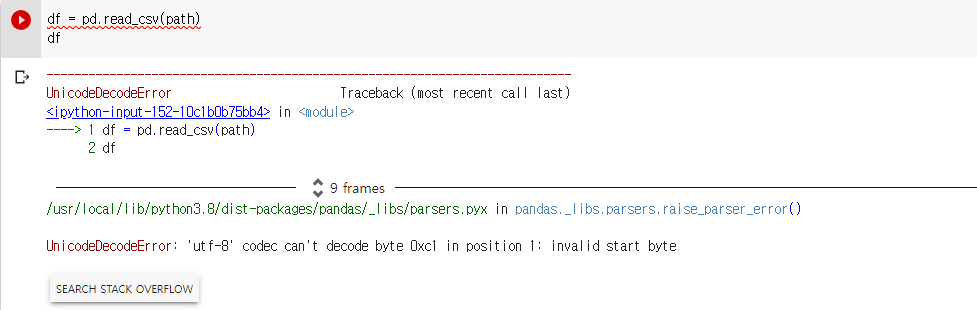 df = pd.read_csv(path)
df
---------------------------------------------------------------------------
UnicodeDecodeError Traceback (most recent call last)
<ipython-input-152-10c1b0b75bb4> in <module>
----> 1 df = pd.read_csv(path)
2 df
9 frames
/usr/local/lib/python3.8/dist-packages/pandas/_libs/parsers.pyx in pandas._libs.parsers.raise_parser_error()
UnicodeDecodeError: 'utf-8' codec can't decode byte 0xc1 in position 1: invalid start byte
SEARCH STACK OVERFLOW